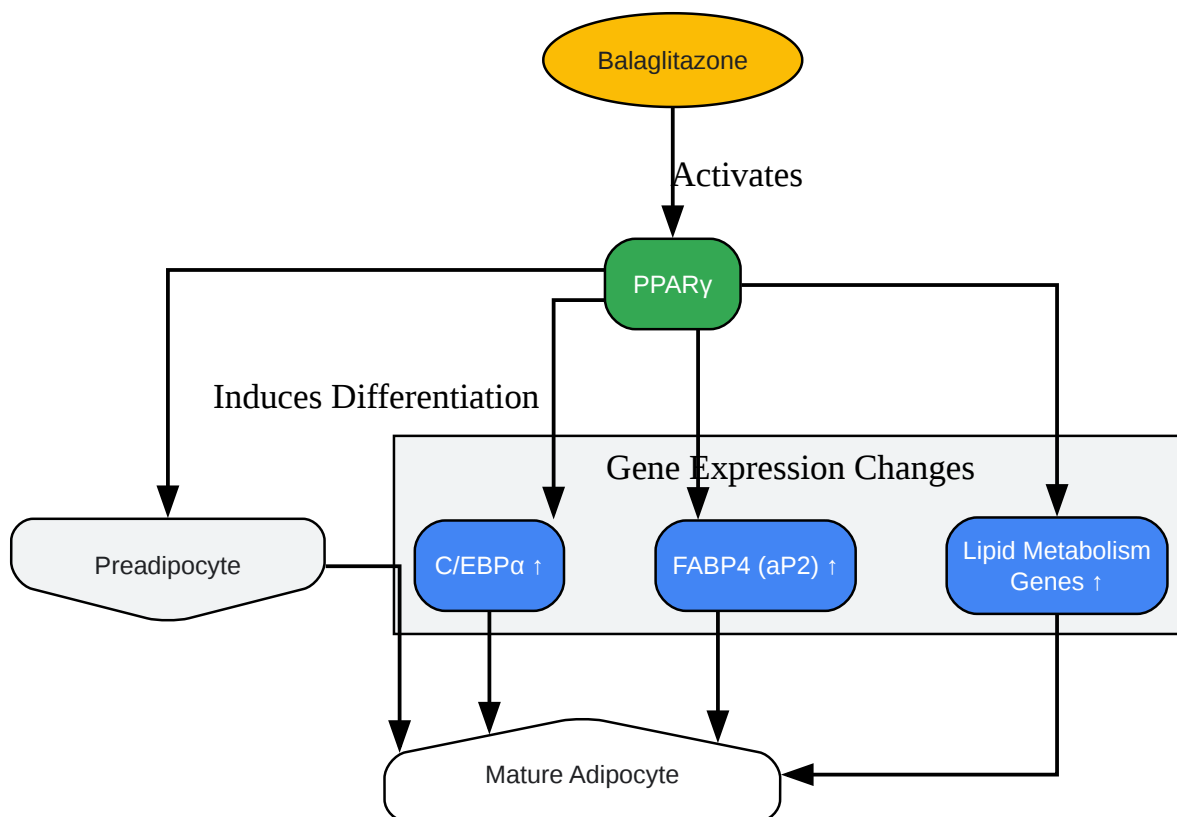 Balaglitazone
Activates
PPARγ
Induces Differentiation
Gene Expression Changes
Preadipocyte
C/EBPα ↑
FABP4 (aP2) ↑
Lipid Metabolism
Genes ↑
Mature Adipocyte